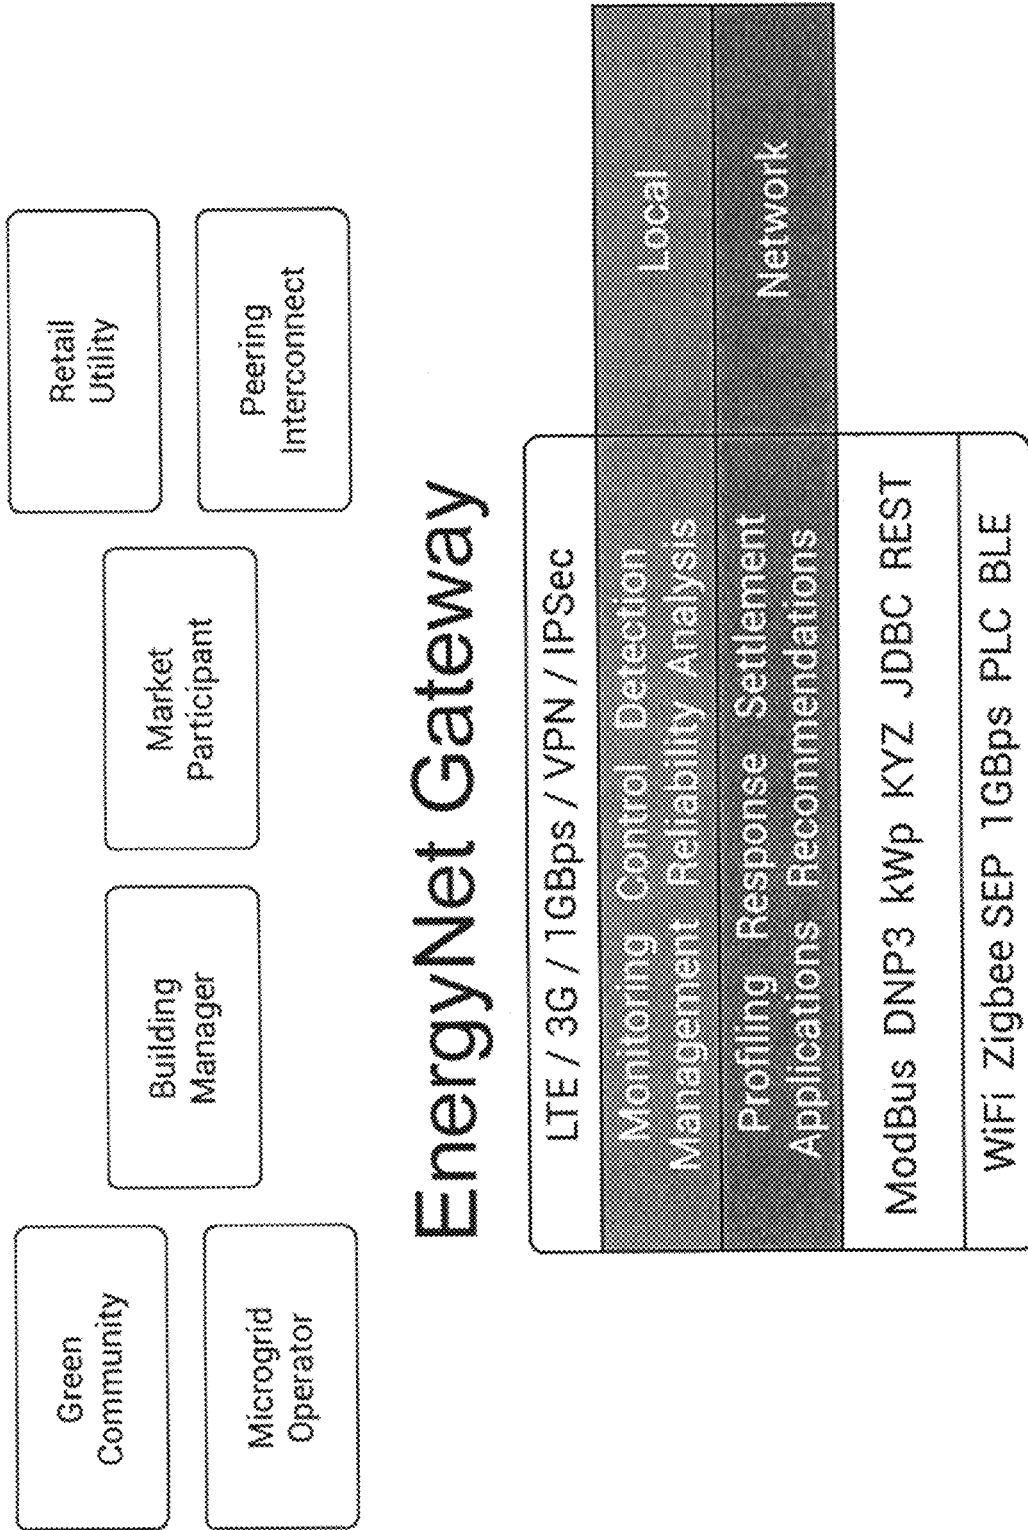 Green
Community
Microgrid
Operator
Building
Manager
Market
Participant
Retail
Utility
Peering
Interconnect
EnergyNet Gateway
LTE / 3G / 1GBps / VPN / IPSec
Monitoring Control Detection
Management Reliability Analysis
Local
Profiling Response Settlement
Applications Recommendations
Network
ModBus DNP3 kWp KYZ JDBC REST
WiFi Zigbee SEP 1GBps PLC BLE